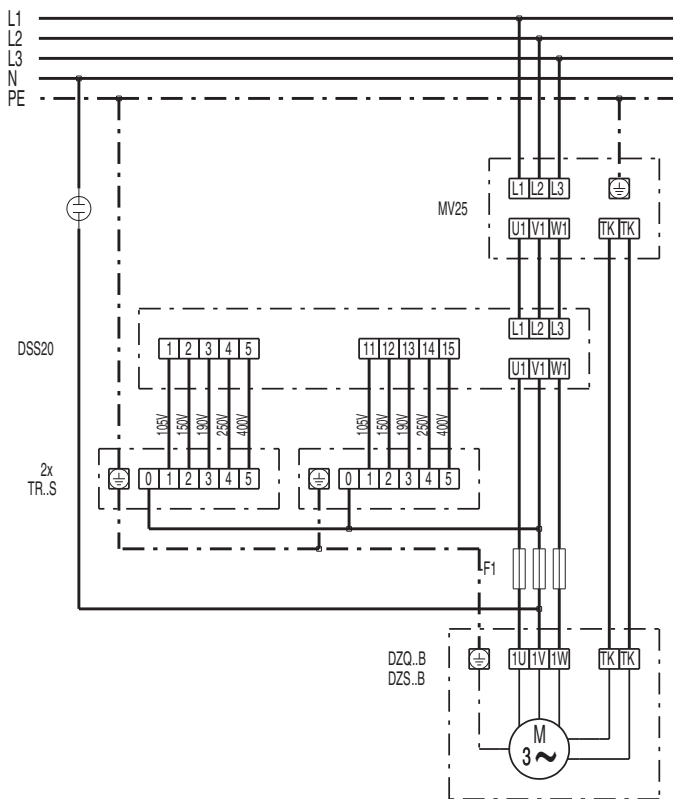 L1
L2
L3
N
PE
MV25
L1 L2 L3
U1 V1 W1 TK TK
DSS20
1 2 3 4 5 11 12 13 14 15
L1 L2 L3
U1 V1 W1
105V 150V 190V 250V 400V 105V 150V 190V 250V 400V
2x
TR..S
0 1 2 3 4 5 0 1 2 3 4 5
F1
DZQ..B
DZS..B
1U 1V 1W TK TK
M
3 ~